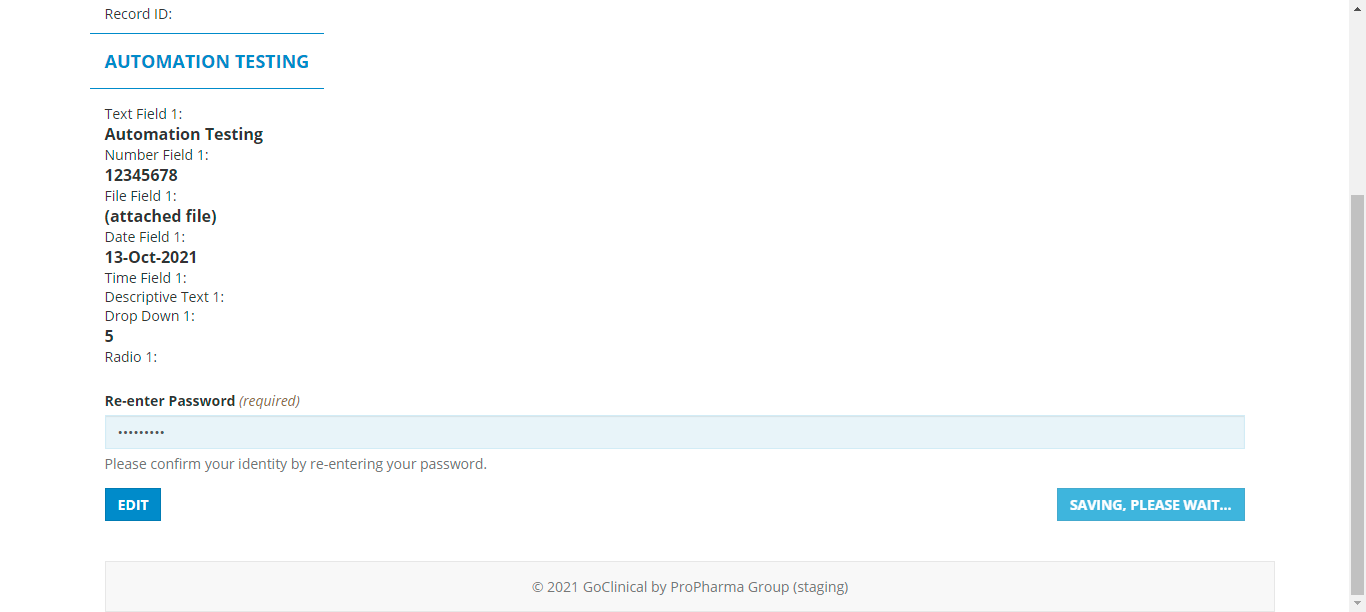 Record ID:
AUTOMATION TESTING
Text Field 1:
Automation Testing
Number Field 1:
12345678
File Field 1:
(attached file)
Date Field 1:
13-Oct-2021
Time Field 1:
Descriptive Text 1:
Drop Down 1:
5
Radio 1:
Re-enter Password (required)
•••••••••
Please confirm your identity by re-entering your password.
EDIT
SAVING, PLEASE WAIT...
© 2021 GoClinical by ProPharma Group (staging)